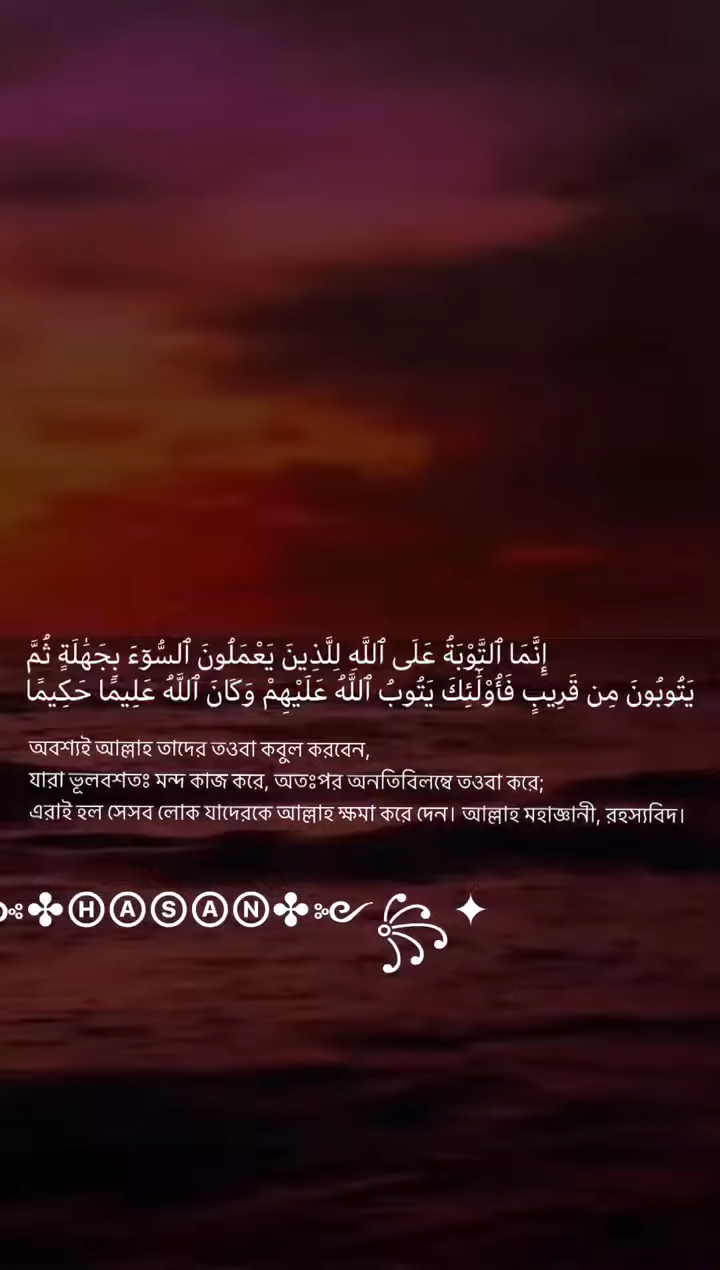 إِنَّمَا ٱلتَّوْبَةُ عَلَى ٱللَّهِ لِلَّذِينَ يَعْمَلُونَ ٱلسُّوٓءَ بِجَهَٰلَةٍ ثُمَّ
يَتُوبُونَ مِن قَرِيبٍ فَأُوْلَٰٓئِكَ يَتُوبُ ٱللَّهُ عَلَيْهِمْ وَكَانَ ٱللَّهُ عَلِيمًا حَكِيمًا
অবশ্যই আল্লাহ তাদের তওবা কবুল করবেন,
যারা ভূলবশতঃ মন্দ কাজ করে, অতঃপর অনতিবিলম্বে তওবা করে;
এরাই হল সেসব লোক যাদেরকে আল্লাহ ক্ষমা করে দেন। আল্লাহ মহাজ্ঞানী, রহস্যবিদ।
✤ⒽⒶⓈⒶⓃ✤